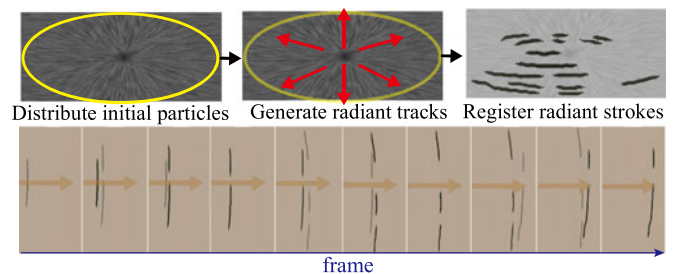 Distribute initial particles
Generate radiant tracks
Register radiant strokes
frame